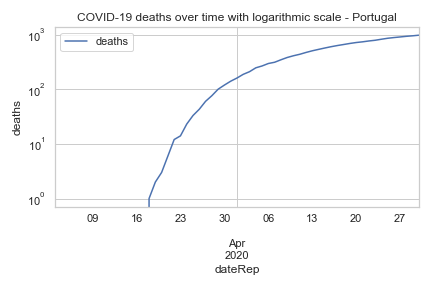 COVID-19 deaths over time with logarithmic scale - Portugal
deaths
10³
10²
10¹
10⁰
deaths
09 16 23 30 06 13 20 27
Apr
2020
dateRep